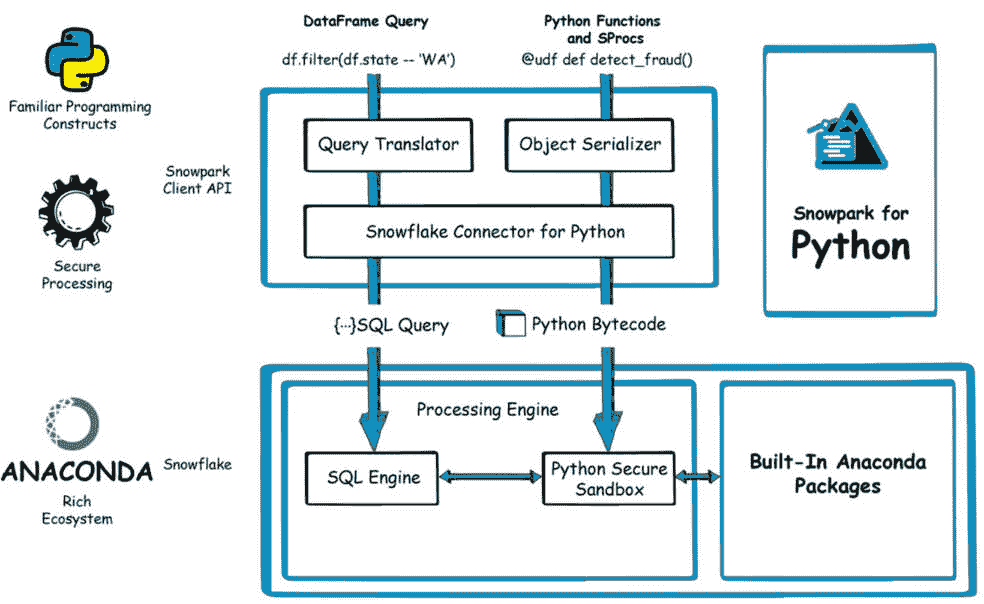 DataFrame Query
df.filter(df.state -- 'WA')
Python Functions
and SProcs
@udf def detect_fraud()
Familiar Programming
Constructs
Snowpark
Client API
Query Translator
Object Serializer
Snowflake Connector for Python
Secure
Processing
Snowpark for
Python
{...}SQL Query
Python Bytecode
ANACONDA
Rich
Ecosystem
Snowflake
Processing Engine
SQL Engine
Python Secure
Sandbox
Built-In Anaconda
Packages